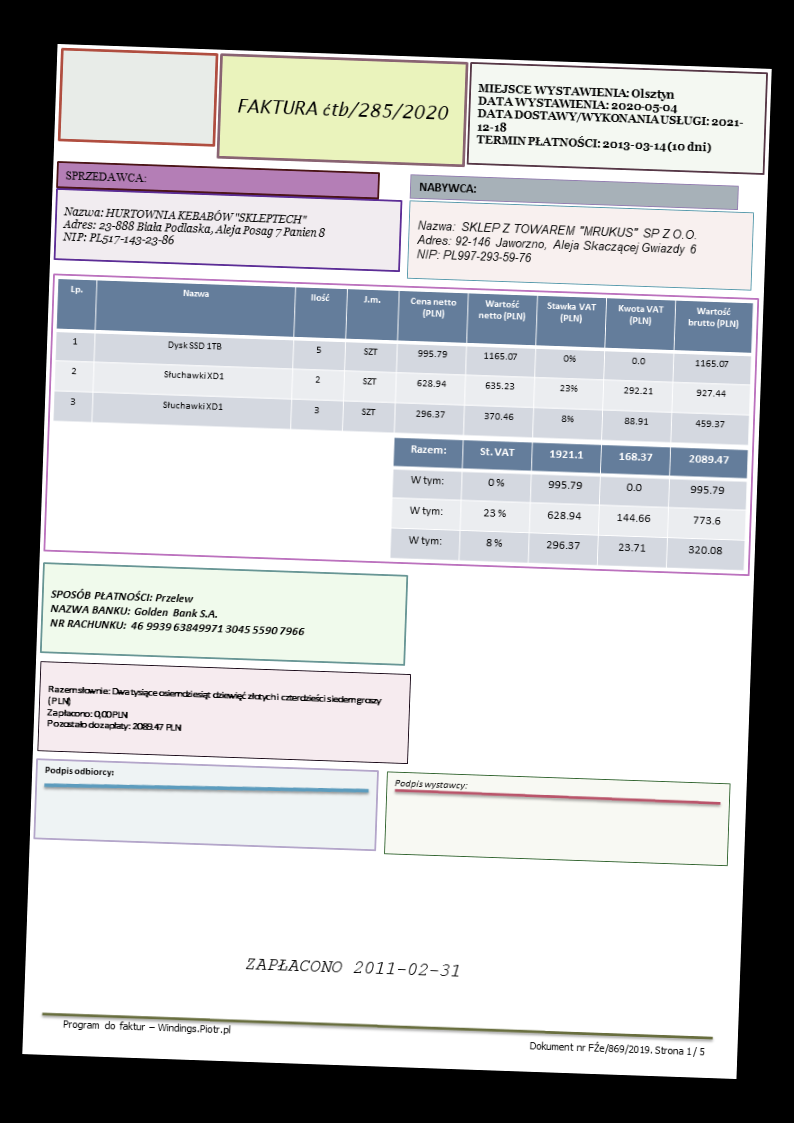 FAKTURA ćtb/285/2020
MIEJSCE WYSTAWIENIA: Olsztyn
DATA WYSTAWIENIA: 2020-05-04
DATA DOSTAWY/WYKONANIA USŁUGI: 2021-
12-18
TERMIN PŁATNOŚCI: 2013-03-14(10 dni)
SPRZEDAWCA:
Nazwa: HURTOWNIA KEBABÓW "SKLEPTECH"
Adres: 23-888 Biała Podlaska, Aleja Posag 7 Panien 8
NIP: PL517-143-23-86
NABYWCA:
Nazwa: SKLEP Z TOWAREM "MRUKUS" SP Z O.O.
Adres: 92-146 Jaworzno, Aleja Skaczącej Gwiazdy 6
NIP: PL997-293-59-76
Lp. Nazwa Ilość J.m. Cena netto (PLN) Wartość netto (PLN) Stawka VAT (PLN) Kwota VAT (PLN) Wartość brutto (PLN)
1 Dysk SSD 1TB 5 SZT 995.79 1165.07 0% 0.0 1165.07
2 Słuchawki XD1 2 SZT 628.94 635.23 23% 292.21 927.44
3 Słuchawki XD1 3 SZT 296.37 370.46 8% 88.91 459.37
Razem: St. VAT 1921.1 168.37 2089.47
W tym: 0 % 995.79 0.0 995.79
W tym: 23 % 628.94 144.66 773.6
W tym: 8 % 296.37 23.71 320.08
SPOSÓB PŁATNOŚCI: Przelew
NAZWA BANKU: Golden Bank S.A.
NR RACHUNKU: 46 9939 63849971 3045 5590 7966
Razem słownie: Dwa tysiące osiemdziesiąt dziewięć złotych i czterdzieści siedem groszy
(PLN)
Zapłacono: 0,00 PLN
Pozostało do zapłaty: 2089.47 PLN
Podpis odbiorcy:
Podpis wystawcy:
ZAPŁACONO 2011-02-31
Program do faktur – Windings.Piotr.pl
Dokument nr FŹe/869/2019. Strona 1 / 5